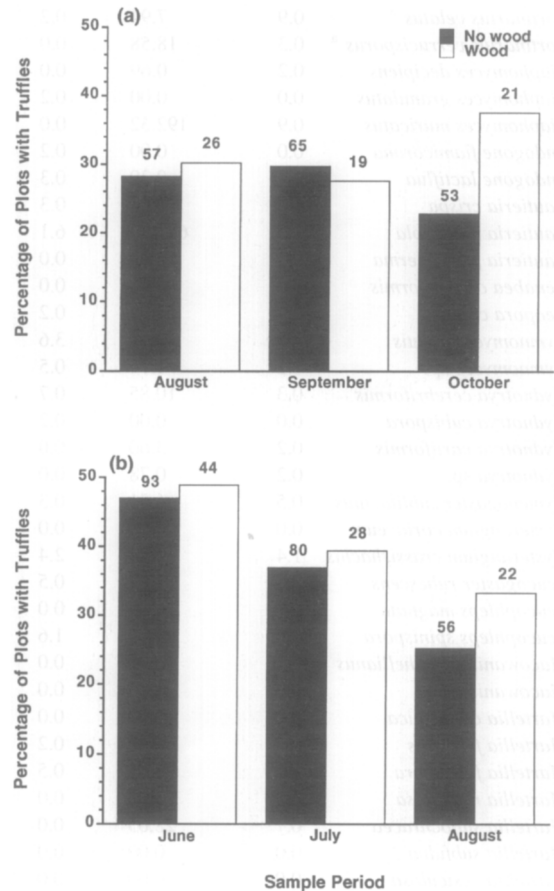 (a)
No wood
Wood
Percentage of Plots with Truffles
50
40
30
20
10
0
57
26
65
19
53
21
August
September
October
(b)
Percentage of Plots with Truffles
50
40
30
20
10
0
93
44
80
28
56
22
June
July
August
Sample Period